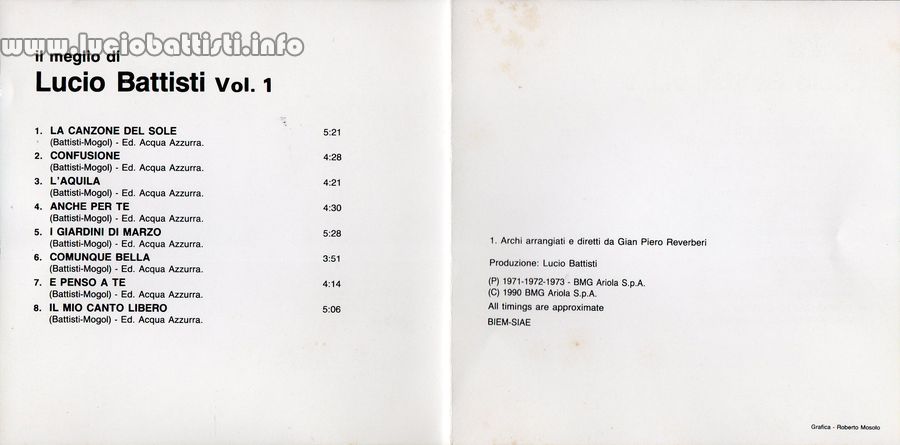 www.luciobattisti.info
il meglio di
Lucio Battisti Vol. 1
1. LA CANZONE DEL SOLE 5:21
(Battisti-Mogol) - Ed. Acqua Azzurra.
2. CONFUSIONE 4:28
(Battisti-Mogol) - Ed. Acqua Azzurra.
3. L'AQUILA 4:21
(Battisti-Mogol) - Ed. Acqua Azzurra.
4. ANCHE PER TE 4:30
(Battisti-Mogol) - Ed. Acqua Azzurra.
5. I GIARDINI DI MARZO 5:28
(Battisti-Mogol) - Ed. Acqua Azzurra.
6. COMUNQUE BELLA 3:51
(Battisti-Mogol) - Ed. Acqua Azzurra.
7. E PENSO A TE 4:14
(Battisti-Mogol) - Ed. Acqua Azzurra.
8. IL MIO CANTO LIBERO 5:06
(Battisti-Mogol) - Ed. Acqua Azzurra.
1. Archi arrangiati e diretti da Gian Piero Reverberi
Produzione: Lucio Battisti
(P) 1971-1972-1973 - BMG Ariola S.p.A.
(C) 1990 BMG Ariola S.p.A.
All timings are approximate
BIEM-SIAE
Grafica - Roberto Mosolo